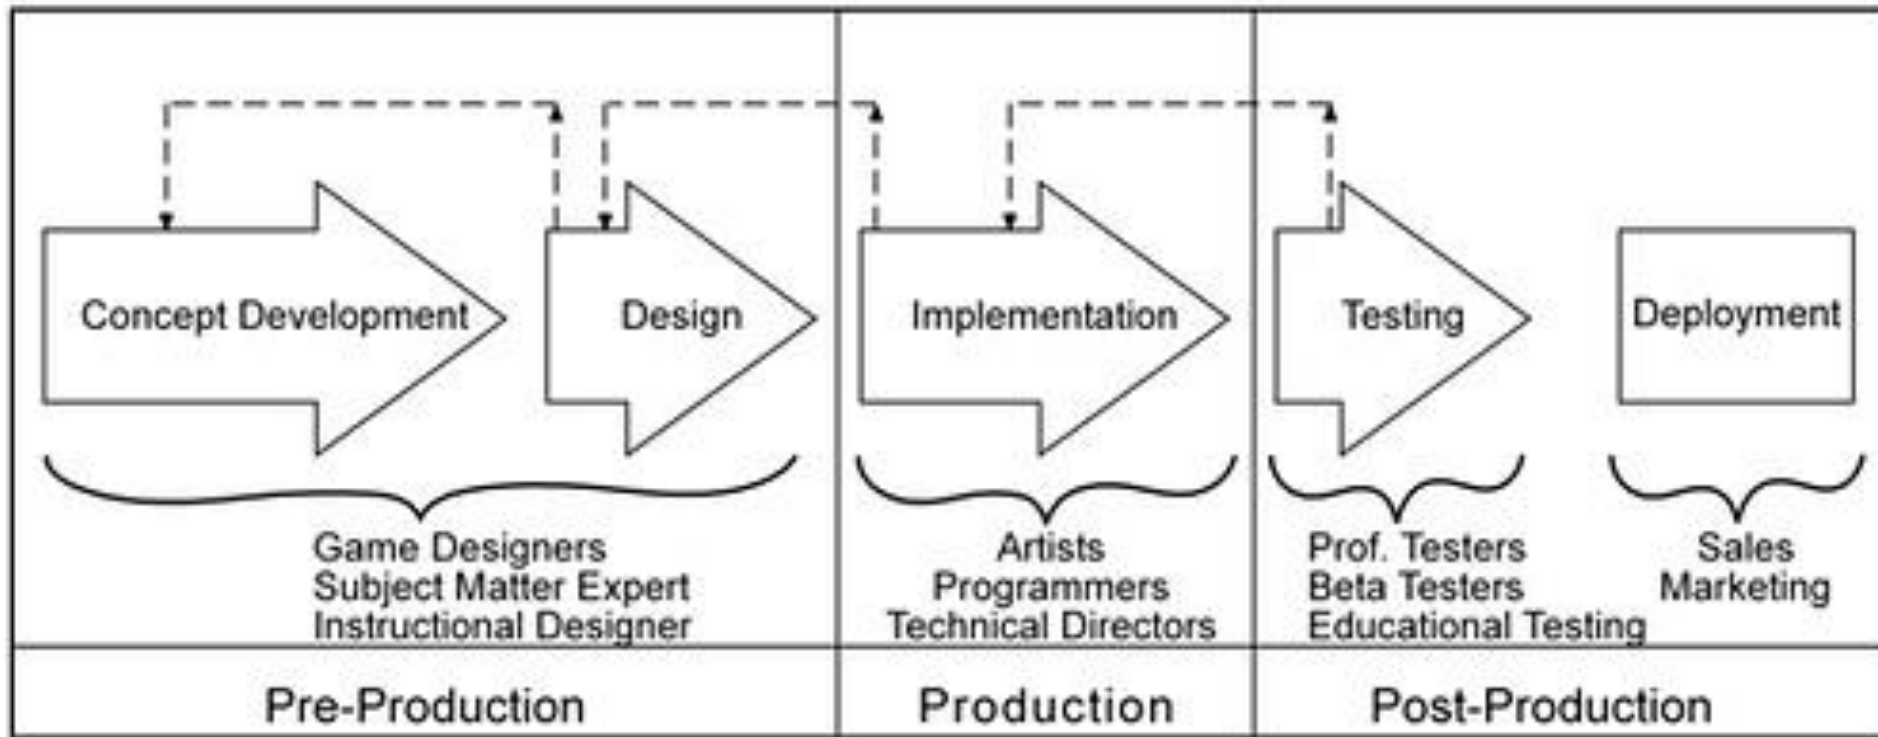 Concept Development
Design
Implementation
Testing
Deployment
Game Designers
Subject Matter Expert
Instructional Designer
Artists
Programmers
Technical Directors
Prof. Testers
Beta Testers
Educational Testing
Sales
Marketing
Pre-Production
Production
Post-Production